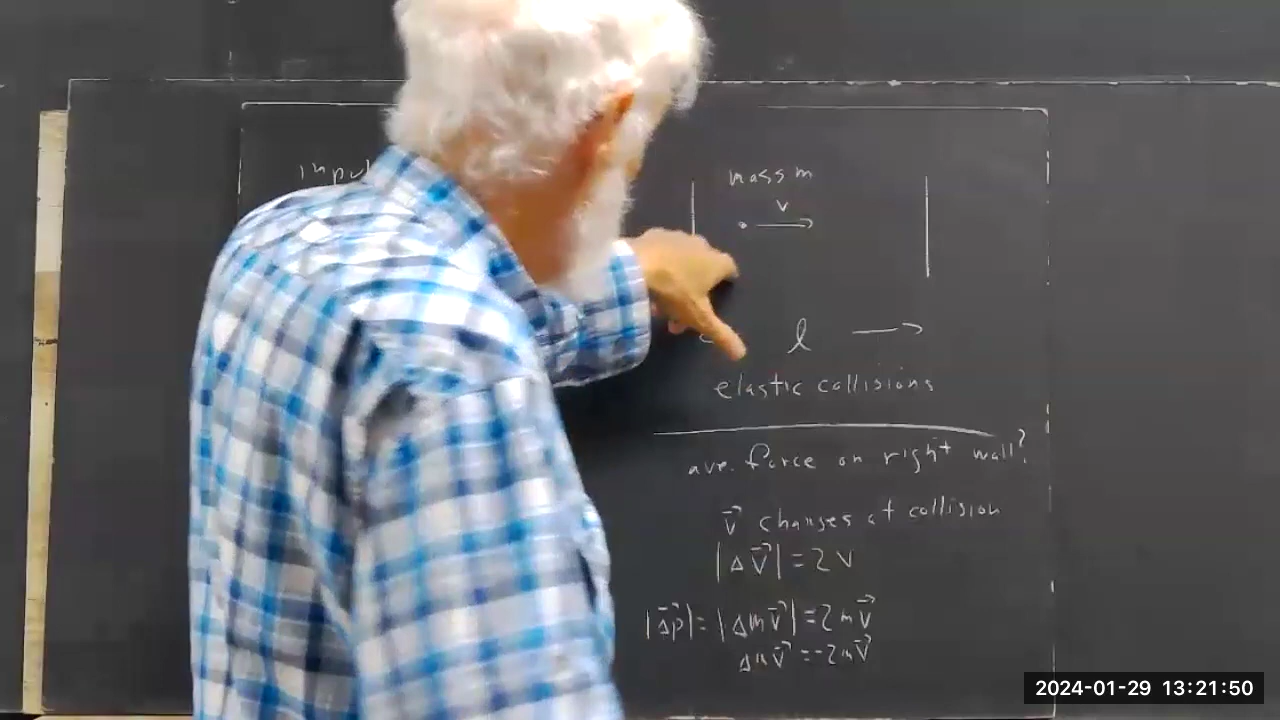 mass m
v
l
elastic collisions
ave. force on right wall?
v⃗ changes at collision
|Δv⃗| = 2v
|Δp⃗| = |Δmv⃗| = 2mv⃗
Δmv⃗ = -2mv⃗
2024-01-29 13:21:50